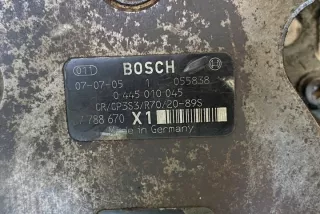 BOSCH
07-07-05 1 055838
0 445 010 045
CR/CP3S3/R70/20-89S
7 788 670 X1
Made in Germany